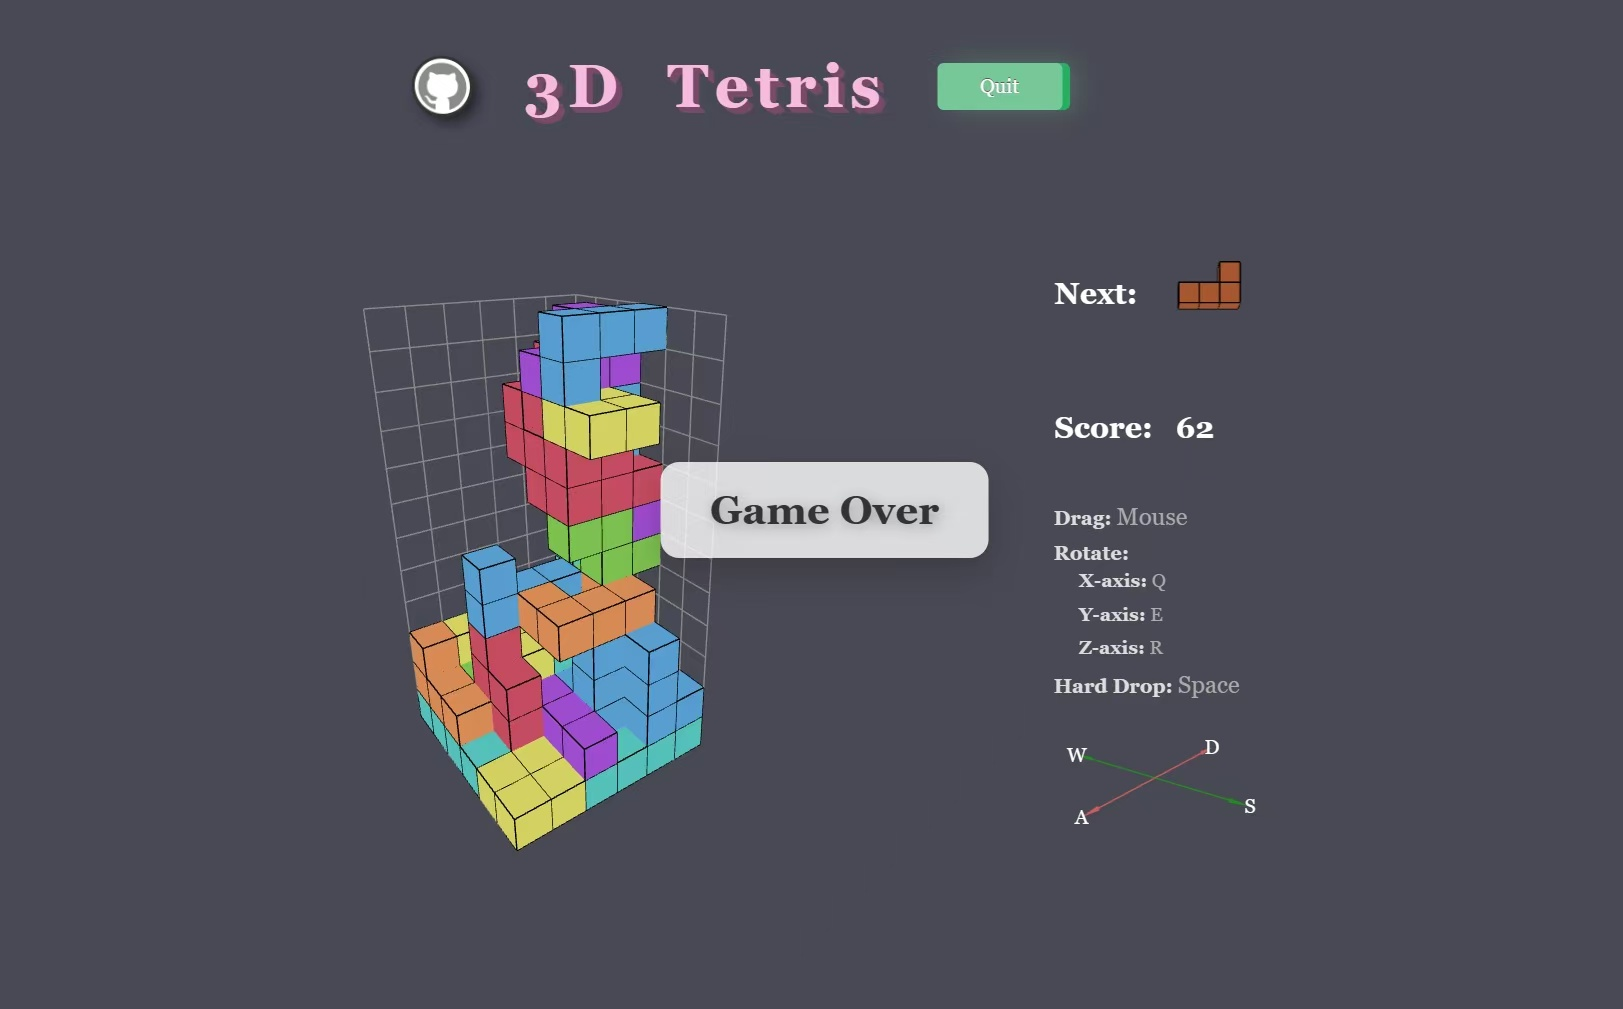 3D Tetris
Quit
Next:
Score: 62
Game Over
Drag: Mouse
Rotate:
X-axis: Q
Y-axis: E
Z-axis: R
Hard Drop: Space
W
D
S
A